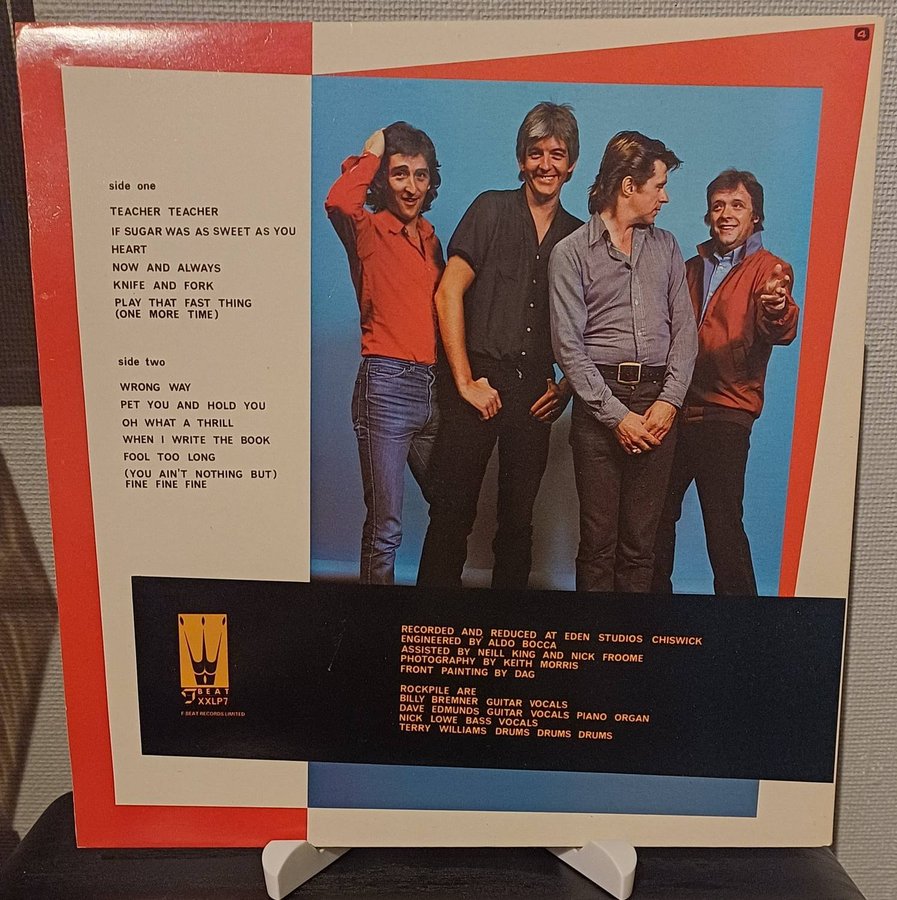 4
side one
TEACHER TEACHER
IF SUGAR WAS AS SWEET AS YOU
HEART
NOW AND ALWAYS
KNIFE AND FORK
PLAY THAT FAST THING
(ONE MORE TIME)
side two
WRONG WAY
PET YOU AND HOLD YOU
OH WHAT A THRILL
WHEN I WRITE THE BOOK
FOOL TOO LONG
(YOU AIN'T NOTHING BUT)
FINE FINE FINE
F BEAT
XXLP7
F BEAT RECORDS LIMITED
RECORDED AND REDUCED AT EDEN STUDIOS CHISWICK
ENGINEERED BY ALDO BOCCA
ASSISTED BY NEILL KING AND NICK FROOME
PHOTOGRAPHY BY KEITH MORRIS
FRONT PAINTING BY DAG
ROCKPILE ARE
BILLY BREMNER GUITAR VOCALS
DAVE EDMUNDS GUITAR VOCALS PIANO ORGAN
NICK LOWE BASS VOCALS
TERRY WILLIAMS DRUMS DRUMS DRUMS